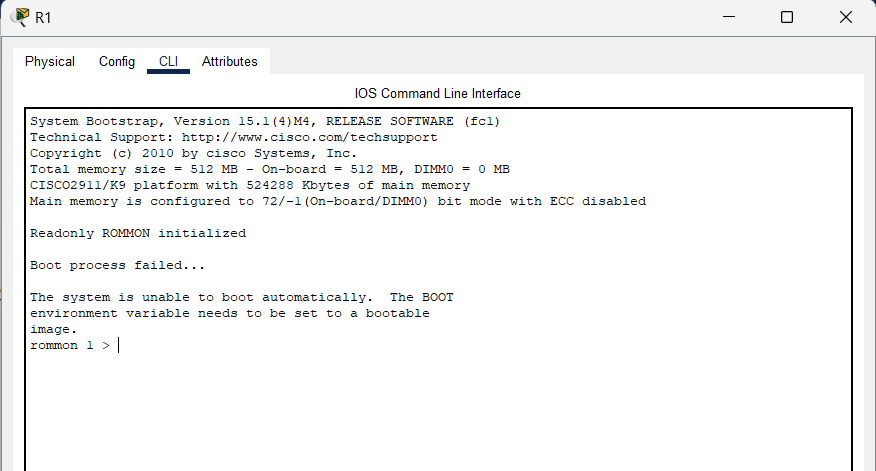 R1
Physical Config CLI Attributes
IOS Command Line Interface
System Bootstrap, Version 15.1(4)M4, RELEASE SOFTWARE (fc1)
Technical Support: http://www.cisco.com/techsupport
Copyright (c) 2010 by cisco Systems, Inc.
Total memory size = 512 MB - On-board = 512 MB, DIMM0 = 0 MB
CISCO2911/K9 platform with 524288 Kbytes of main memory
Main memory is configured to 72/-1(On-board/DIMM0) bit mode with ECC disabled
Readonly ROMMON initialized
Boot process failed...
The system is unable to boot automatically.  The BOOT
environment variable needs to be set to a bootable
image.
rommon 1 >